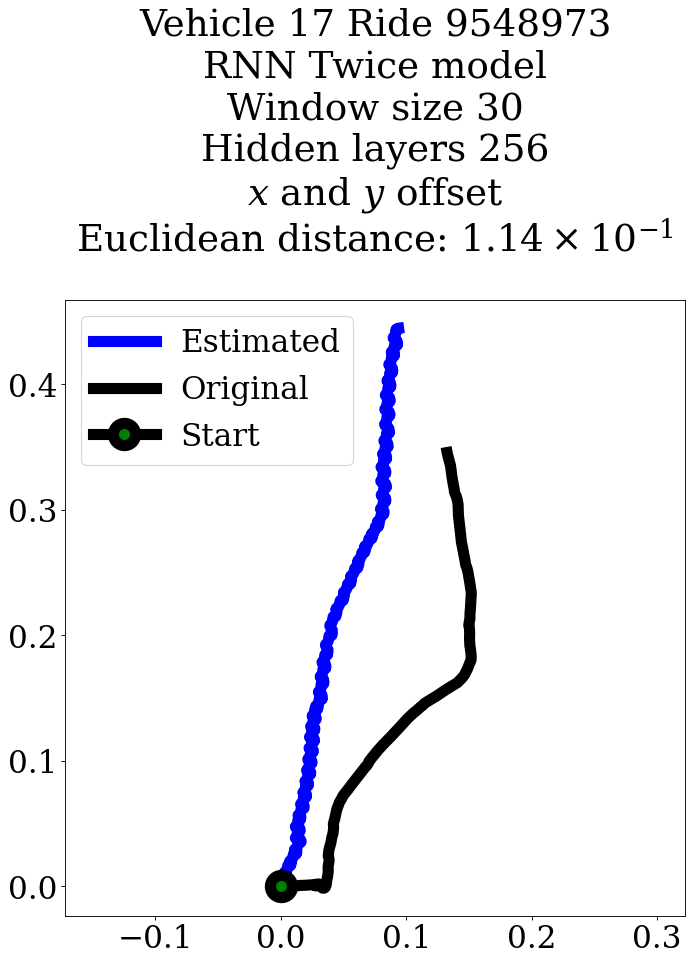 Vehicle 17 Ride 9548973
RNN Twice model
Window size 30
Hidden layers 256
x and y offset
Euclidean distance: 1.14 × 10⁻¹
Estimated
Original
Start
0.4
0.3
0.2
0.1
0.0
−0.1 0.0 0.1 0.2 0.3